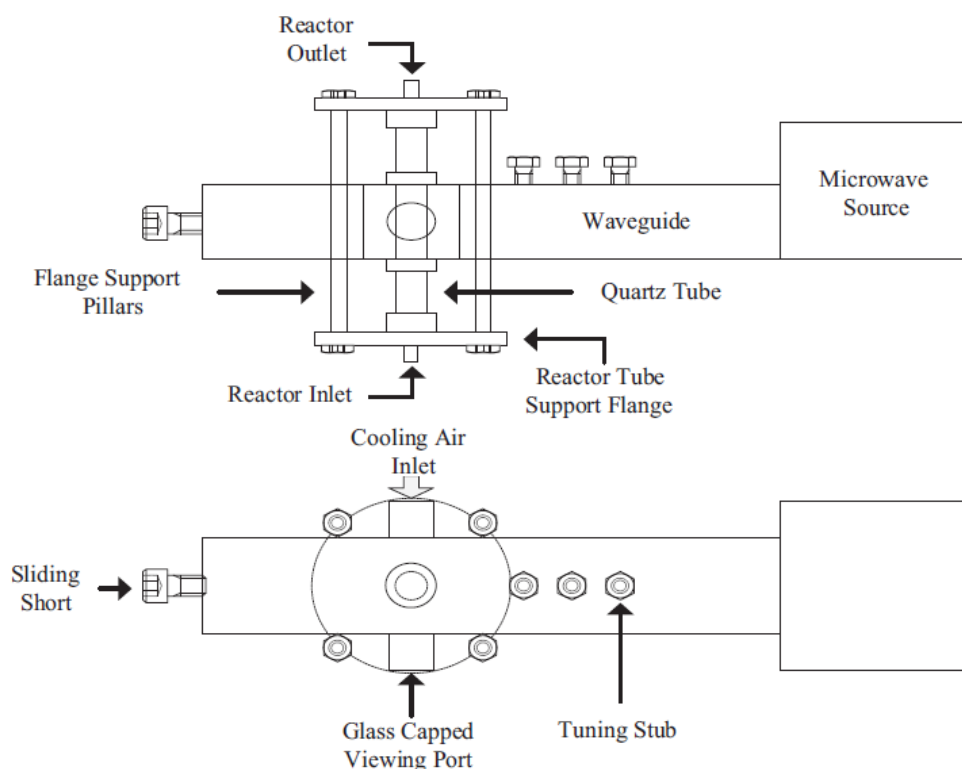 Reactor
Outlet
Microwave
Source
Waveguide
Flange Support
Pillars
Quartz Tube
Reactor Inlet
Reactor Tube
Support Flange
Cooling Air
Inlet
Sliding
Short
Glass Capped
Viewing Port
Tuning Stub